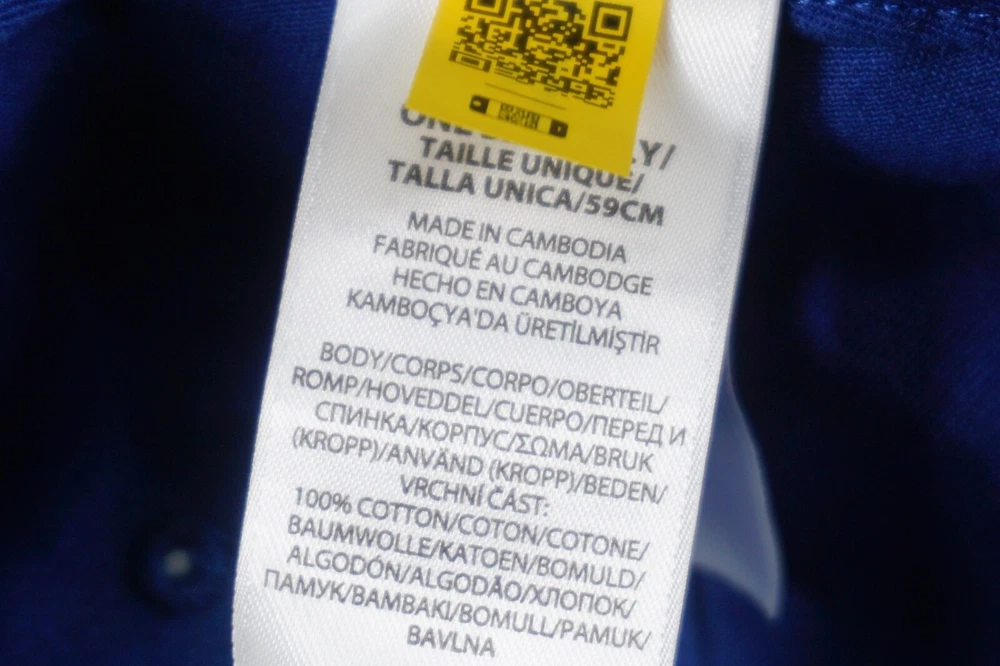 TAILLE UNIQUE/
TALLA UNICA/59CM
MADE IN CAMBODIA
FABRIQUÉ AU CAMBODGE
HECHO EN CAMBOYA
KAMBOÇYA'DA ÜRETİLMİŞTİR
BODY/CORPS/CORPO/OBERTEIL/
ROMP/HOVEDDEL/CUERPO/ПЕРЕД И
СПИНКА/КОРПУС/ΣΩΜΑ/BRUK
(KROPP)/ANVÄND (KROPP)/BEDEN/
VRCHNÍ ČÁST:
100% COTTON/COTON/COTONE/
BAUMWOLLE/KATOEN/BOMULD/
ALGODÓN/ALGODÃO/ХЛОПОК/
ПАМУК/BAMBAKI/BOMULL/PAMUK/
BAVLNA